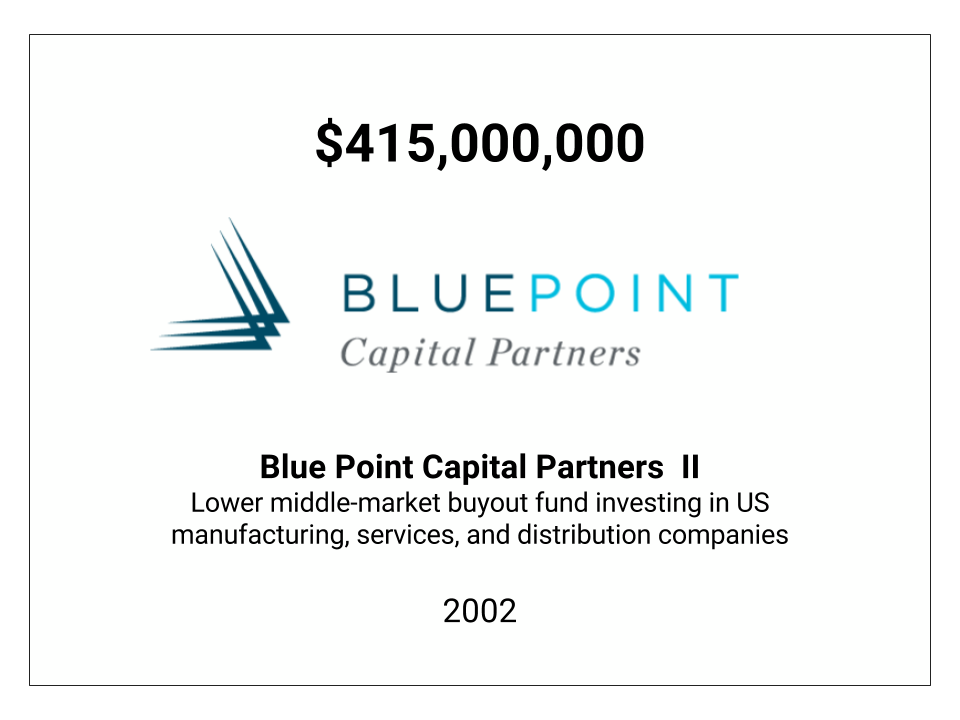 $415,000,000
BLUEPOINT
Capital Partners
Blue Point Capital Partners  II
Lower middle-market buyout fund investing in US
manufacturing, services, and distribution companies
2002